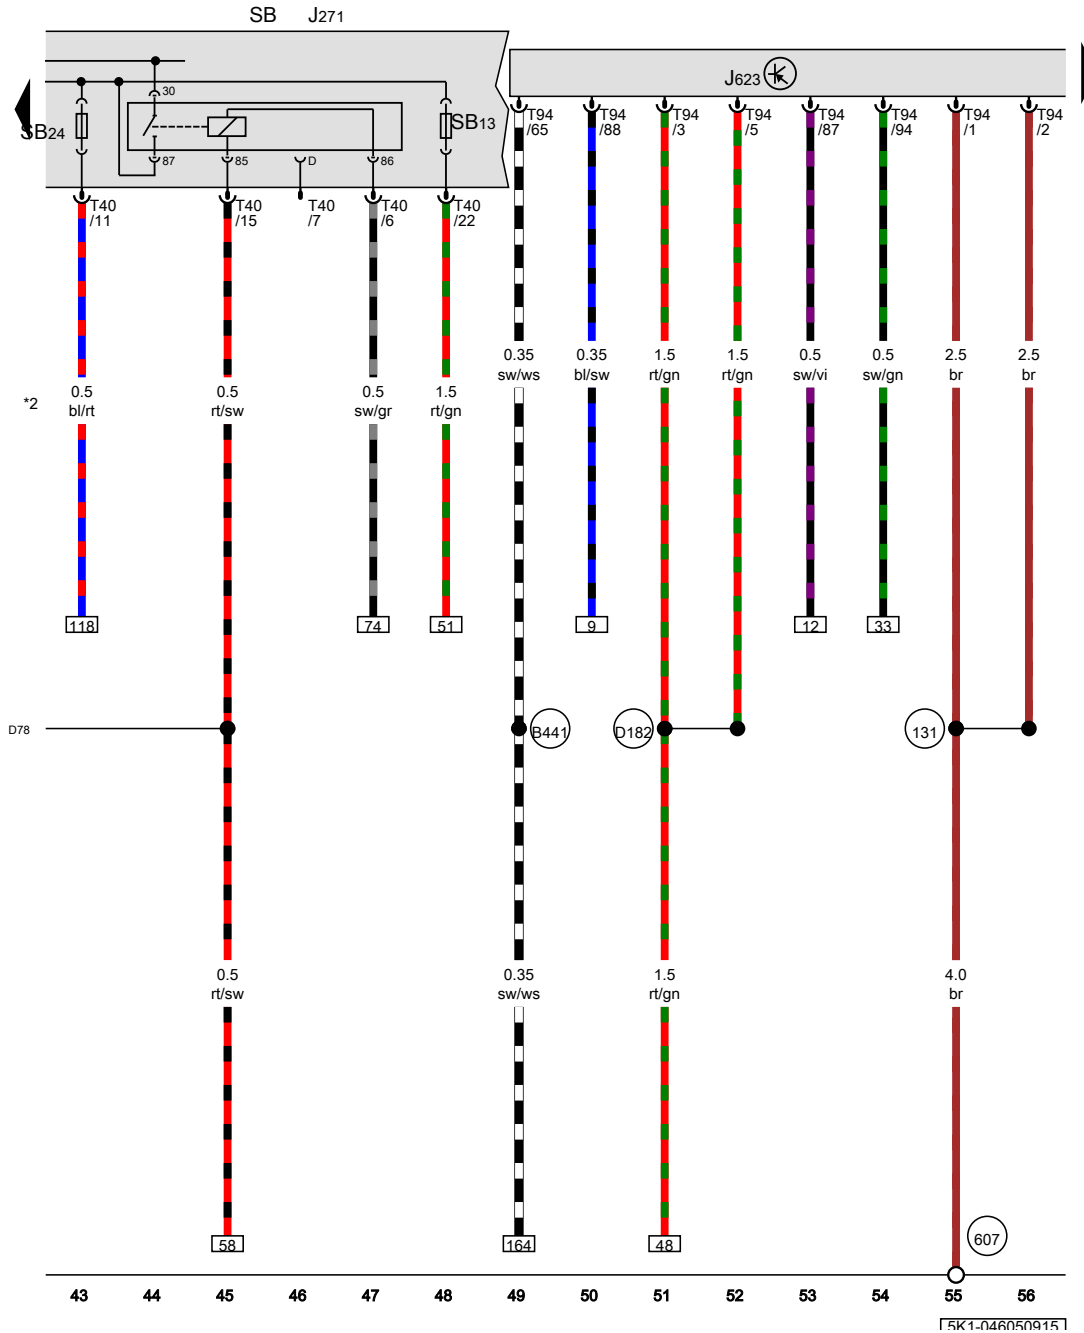 SB J271
J623
30
SB24
SB13
87 85 D 86
T40 /11
T40 /15
T40 /7
T40 /6
T40 /22
T94 /65
T94 /88
T94 /3
T94 /5
T94 /87
T94 /94
T94 /1
T94 /2
0.35 sw/ws
0.35 bl/sw
1.5 rt/gn
1.5 rt/gn
0.5 sw/vi
0.5 sw/gn
2.5 br
2.5 br
*2
0.5 bl/rt
0.5 rt/sw
0.5 sw/gr
1.5 rt/gn
118 74 51 9 12 33
D78 B441 D182 131
0.5 rt/sw
0.35 sw/ws
1.5 rt/gn
4.0 br
58 164 48 607
43 44 45 46 47 48 49 50 51 52 53 54 55 56
5K1-046050915